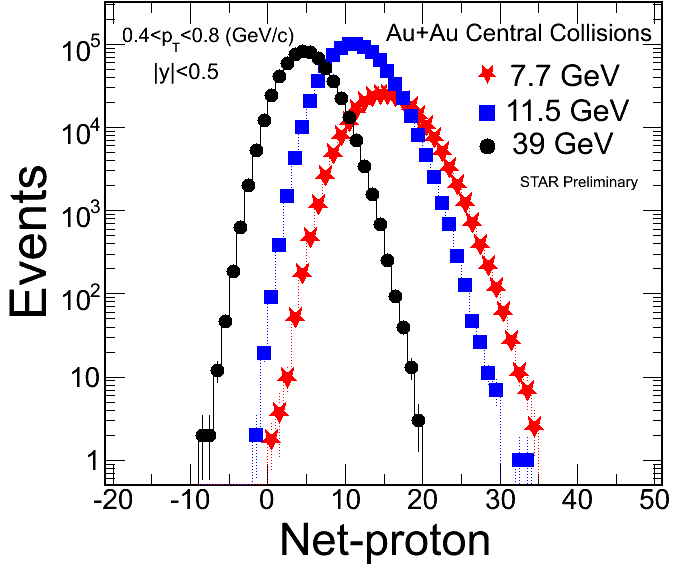 0.4<p_T<0.8 (GeV/c)
|y|<0.5
Au+Au Central Collisions
7.7 GeV
11.5 GeV
39 GeV
STAR Preliminary
Events
10^5
10^4
10^3
10^2
10
1
-20 -10 0 10 20 30 40 50
Net-proton